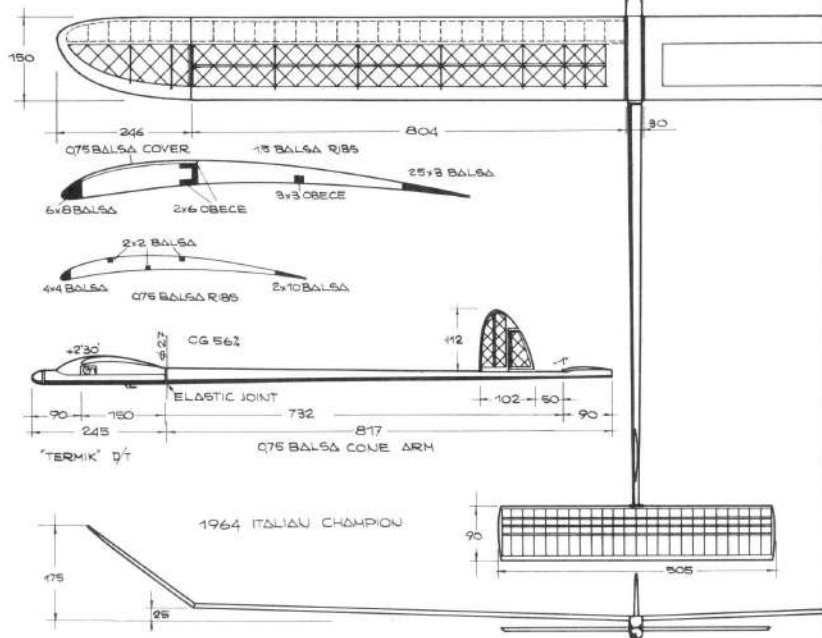 150
246
804
30
0,75 BALSA COVER
1,5 BALSA RIBS
25x3 BALSA
6x8 BALSA
2x6 OBECE
3x3 OBECE
2x2 BALSA
4x4 BALSA
0,75 BALSA RIBS
2x10 BALSA
+2°30'
⌀27
CG 56%
112
-1°
ELASTIC JOINT
90
150
732
102
50
90
245
817
"TERMIK" D/T
0,75 BALSA CONE ARM
1964 ITALIAN CHAMPION
90
505
175
25